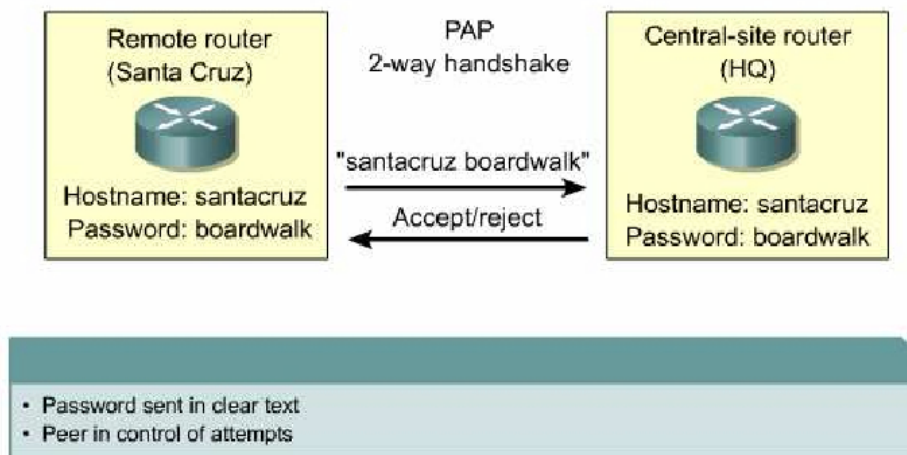 Remote router
(Santa Cruz)
Hostname: santacruz
Password: boardwalk
PAP
2-way handshake
"santacruz boardwalk"
Accept/reject
Central-site router
(HQ)
Hostname: santacruz
Password: boardwalk
• Password sent in clear text
• Peer in control of attempts